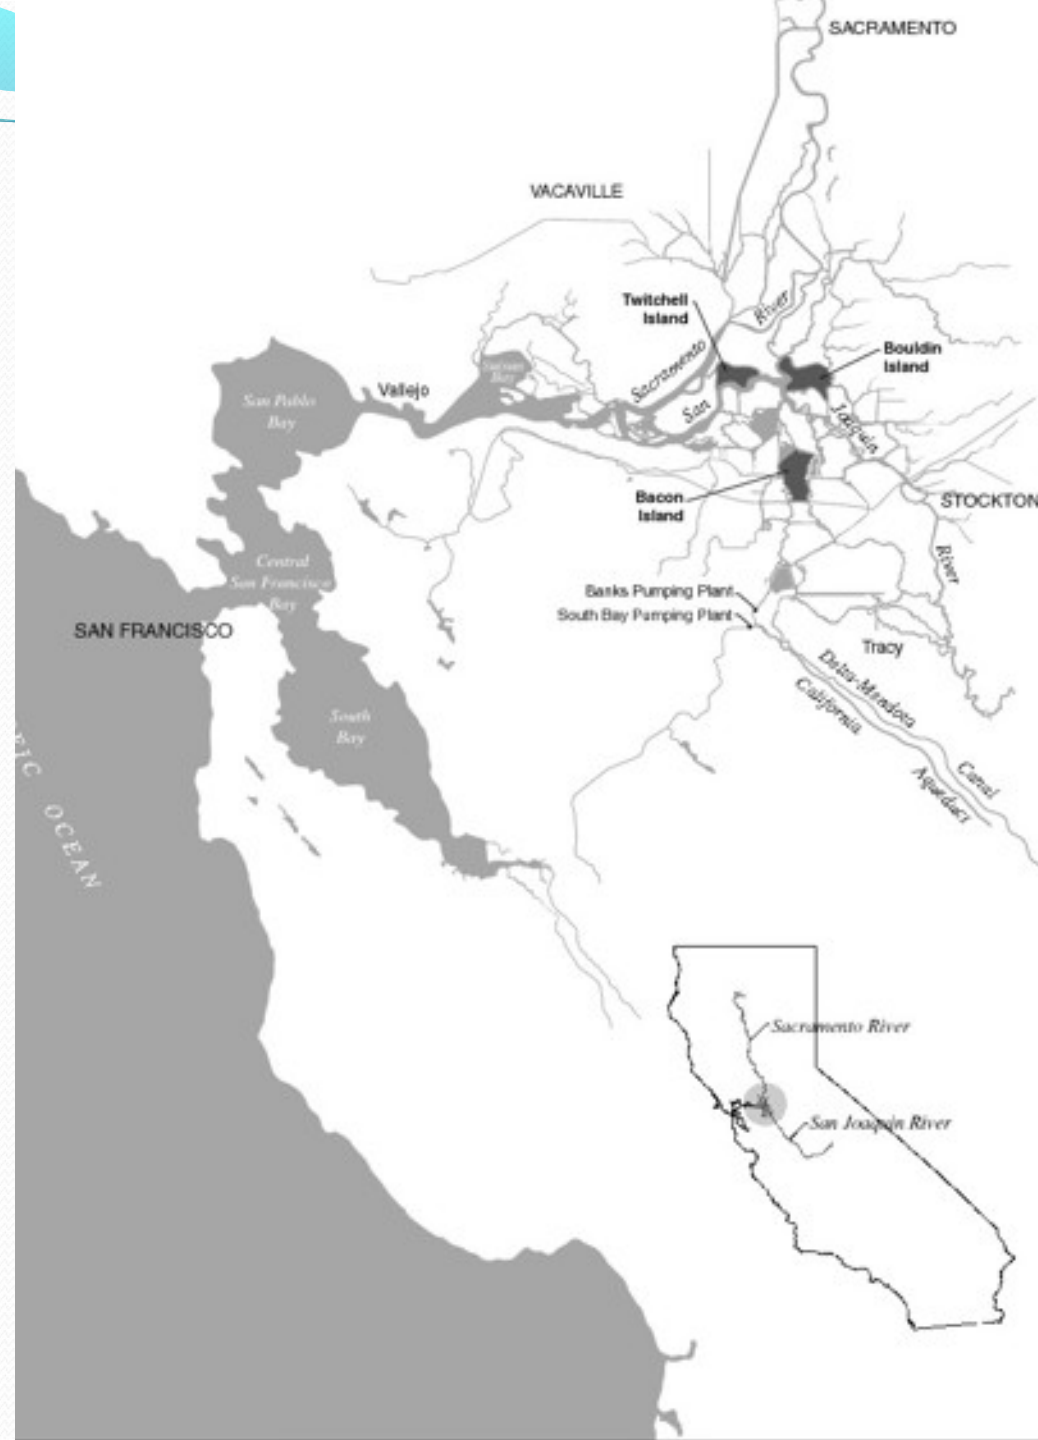 SACRAMENTO
VACAVILLE
Twitchell
Island
River
Sacramento
Bouldin
Island
Bay
Vallejo
San Pablo
Bay
San
Joaquin
Bacon
Island
STOCKTON
River
Central
San Francisco
Bay
Banks Pumping Plant
South Bay Pumping Plant
SAN FRANCISCO
Tracy
Delta-Mendota
California
South
Bay
Canal
Aqueduct
OCEAN
Sacramento River
San Joaquin River